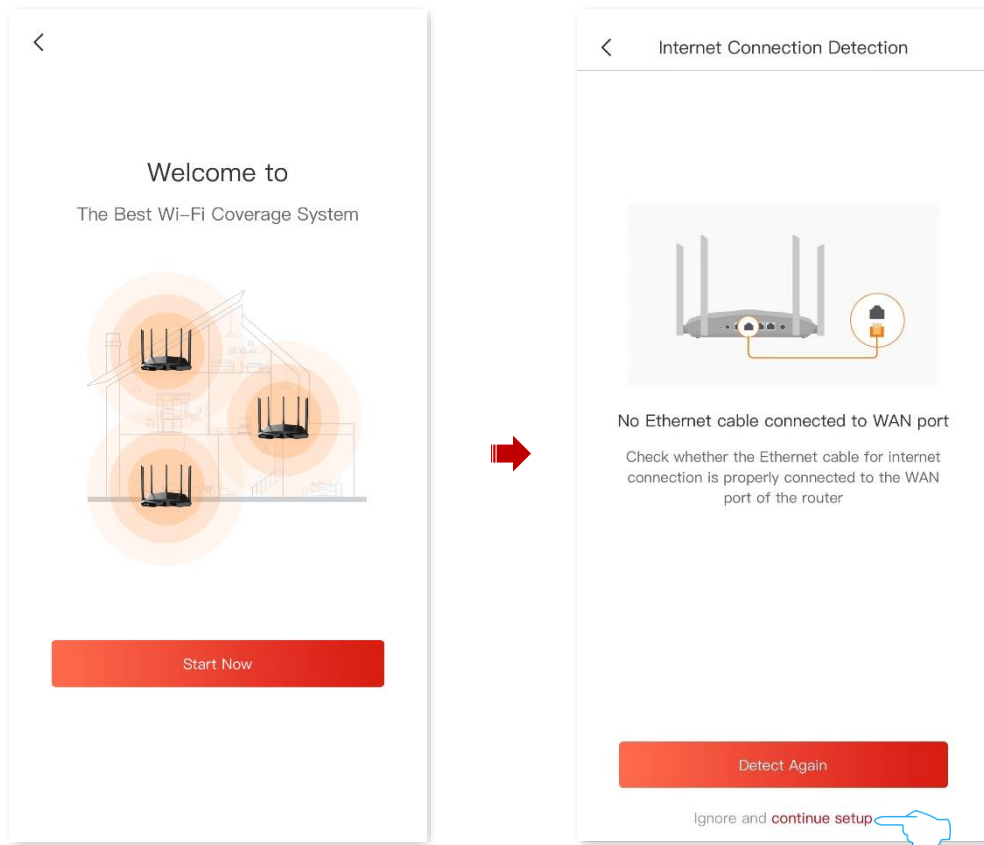 Welcome to
The Best Wi-Fi Coverage System
Start Now
Internet Connection Detection
No Ethernet cable connected to WAN port
Check whether the Ethernet cable for internet
connection is properly connected to the WAN
port of the router
Detect Again
Ignore and continue setup